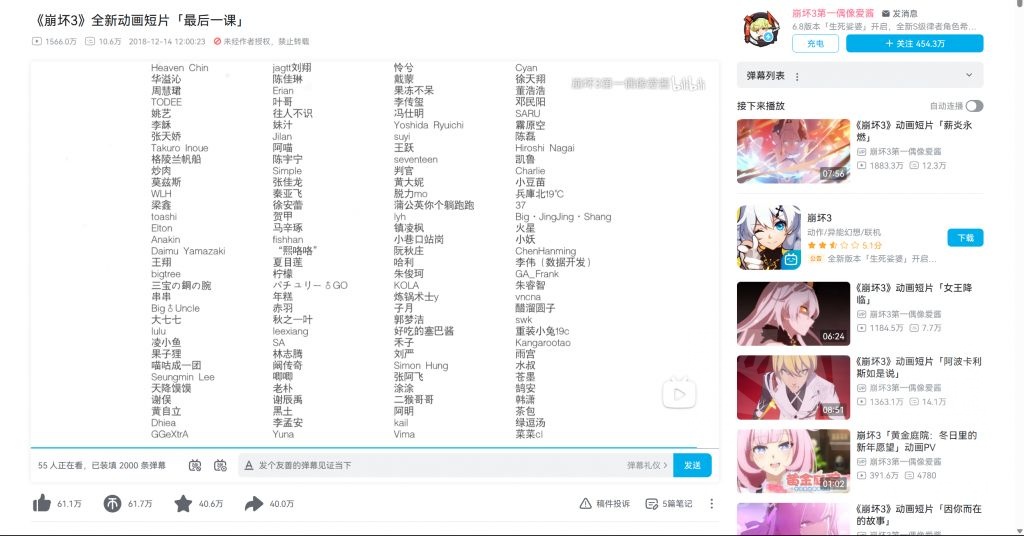 《崩坏3》全新动画短片「最后一课」
1566.0万 10.6万 2018-12-14 12:00:23 未经作者授权，禁止转载
崩坏3第一偶像爱酱 bilibili
Heaven Chin jagtt刘翔 怜兮 Cyan
华溢沁 陈佳琳 戴蒙 徐天翔
周慧珺 Erian 果冻不呆 董浩浩
TODEE 叶哥 李传玺 邓民阳
姚艺 往人不识 冯仕明 SARU
李稣 妹汁 Yoshida Ryuichi 霧原空
张天娇 Jilan suyi 陈磊
Takuro Inoue 阿喵 王跃 Hiroshi Nagai
格陵兰帆船 陈宇宁 seventeen 凯鲁
炒肉 Simple 判官 Charlie
莫兹斯 张佳龙 黄大妮 小豆苗
WLH 秦亚飞 脱力mo 兵庫北19℃
梁鑫 徐安蕾 蒲公英你个躺跑跑 37
toashi 贺甲 lyh Big·JingJing·Shang
Elton 马辛琢 镇凌枫 火星
Anakin fishhan 小巷口站岗 小妖
Daimu Yamazaki “熙咯咯” 阮秋庄 ChenHanming
王翔 夏目莲 哈利 李伟（数据开发）
bigtree 柠檬 朱俊珂 GA_Frank
三宝の鋼の腕 パチュリー♂GO KOLA 朱睿智
串串 年糕 炼锅术士y vncna
Big♂Uncle 赤羽 子月 醋溜圆子
大七七 秋之一叶 郭梦洁 swk
lulu leexiang 好吃的塞巴酱 重装小兔19c
凌小鱼 SA 禾子 Kangarootao
果子狸 林志腾 刘严 雨宫
喵咕成一团 阚传奇 Simon Hung 水叔
Seungmin Lee 唧唧 张阿飞 苍墨
天降馍馍 老朴 涂涂 鹄安
谢俣 谢辰禹 二猴哥哥 韩潇
黄自立 黑土 阿明 茶包
Dhiea 李孟安 kail 绿逗汤
GGeXtrA Yuna Vima 菜菜cl
55 人正在看，已装填 2000 条弹幕 发个友善的弹幕见证当下 弹幕礼仪 发送
61.1万 61.7万 40.6万 40.0万 稿件投诉 5篇笔记
崩坏3第一偶像爱酱 发消息
6.8版本「生死娑婆」开启，全新S级律者角色希...
充电 + 关注 454.3万
弹幕列表
接下来播放 自动连播
《崩坏3》动画短片「薪炎永燃」
崩坏3第一偶像爱酱
1883.3万 12.3万
07:56
崩坏3
动作/异能幻想/联机
5.1分
公告 全新版本「生死娑婆」开启...
下载
《崩坏3》动画短片「女王降临」
崩坏3第一偶像爱酱
1184.5万 7.7万
06:24
《崩坏3》动画短片「阿波卡利斯如是说」
崩坏3第一偶像爱酱
1363.1万 14.1万
08:51
崩坏3「黄金庭院：冬日里的新年愿望」动画PV
崩坏3第一偶像爱酱
391.6万 4780
01:02
《崩坏3》动画短片「因你而在的故事」
崩坏3第一偶像爱酱